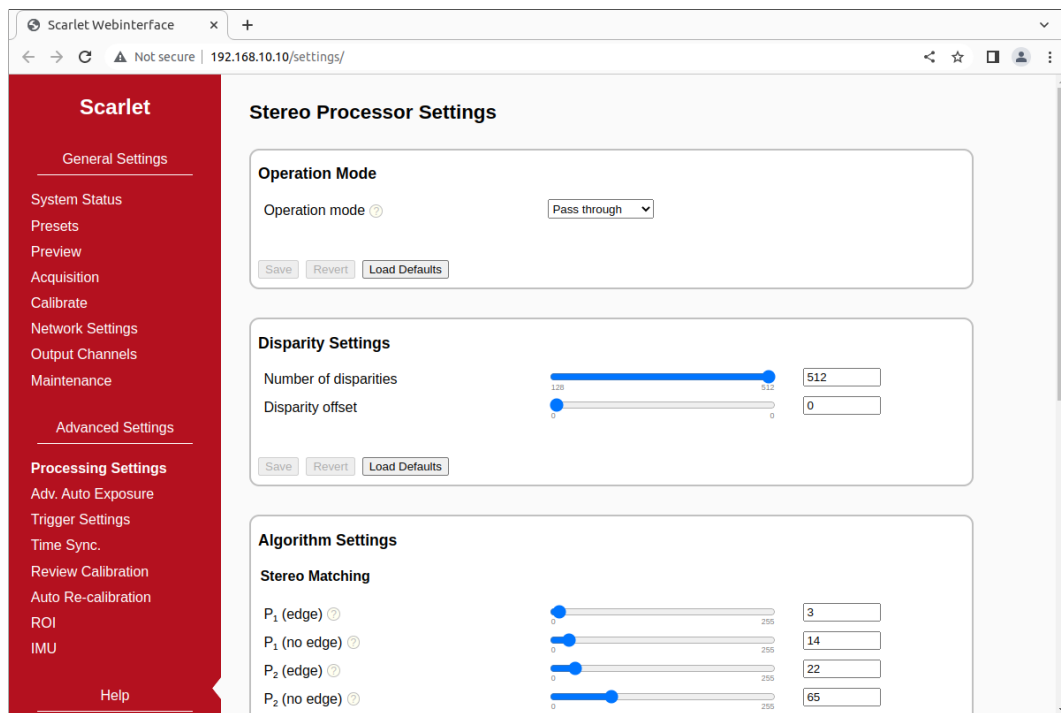 Scarlet Webinterface × +
Not secure | 192.168.10.10/settings/
Scarlet
General Settings
System Status
Presets
Preview
Acquisition
Calibrate
Network Settings
Output Channels
Maintenance
Advanced Settings
Processing Settings
Adv. Auto Exposure
Trigger Settings
Time Sync.
Review Calibration
Auto Re-calibration
ROI
IMU
Help
Stereo Processor Settings
Operation Mode
Operation mode ? Pass through
Save Revert Load Defaults
Disparity Settings
Number of disparities 512
128 512
Disparity offset 0
0 0
Save Revert Load Defaults
Algorithm Settings
Stereo Matching
P₁ (edge) ? 3
0 255
P₁ (no edge) ? 14
0 255
P₂ (edge) ? 22
0 255
P₂ (no edge) ? 65
0 255